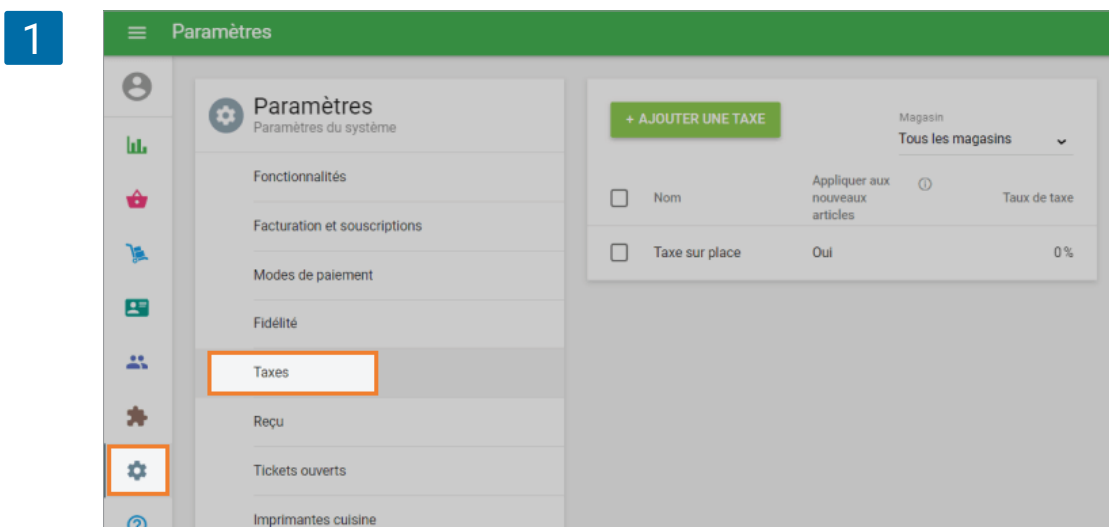 1
Paramètres
Paramètres
Paramètres du système
Fonctionnalités
Facturation et souscriptions
Modes de paiement
Fidélité
Taxes
Reçu
Tickets ouverts
Imprimantes cuisine
+ AJOUTER UNE TAXE
Magasin
Tous les magasins
Nom
Appliquer aux
nouveaux
articles
Taux de taxe
Taxe sur place
Oui
0 %